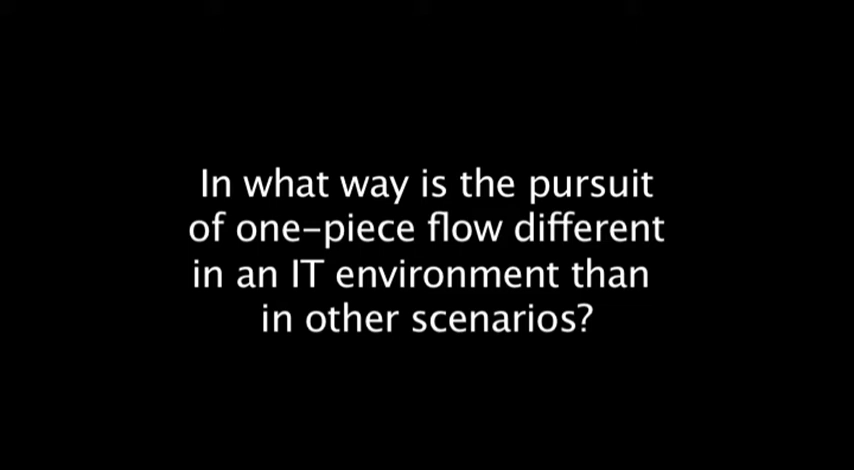 In what way is the pursuit
of one-piece flow different
in an IT environment than
in other scenarios?